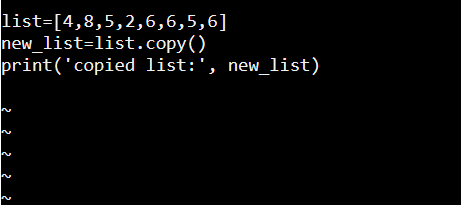 list=[4,8,5,2,6,6,5,6]
new_list=list.copy()
print('copied list:', new_list)
~
~
~
~
~